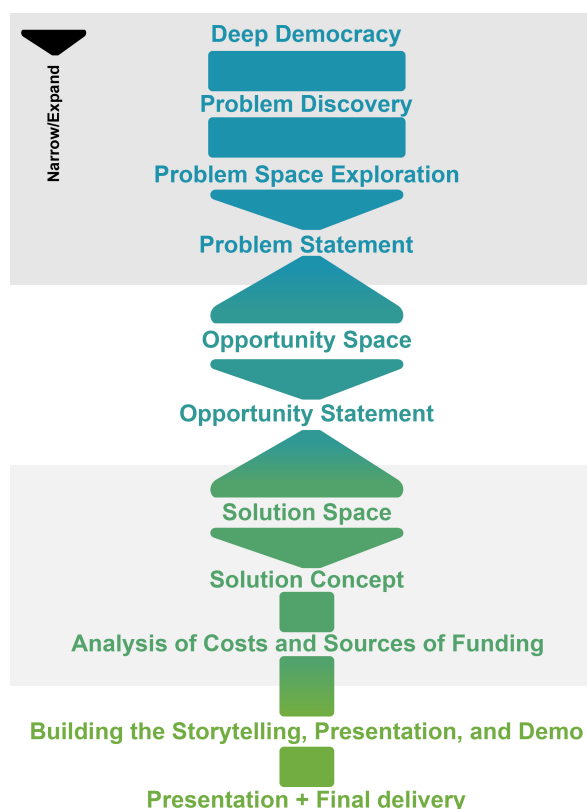 Deep Democracy
Narrow/Expand
Problem Discovery
Problem Space Exploration
Problem Statement
Opportunity Space
Opportunity Statement
Solution Space
Solution Concept
Analysis of Costs and Sources of Funding
Building the Storytelling, Presentation, and Demo
Presentation + Final delivery